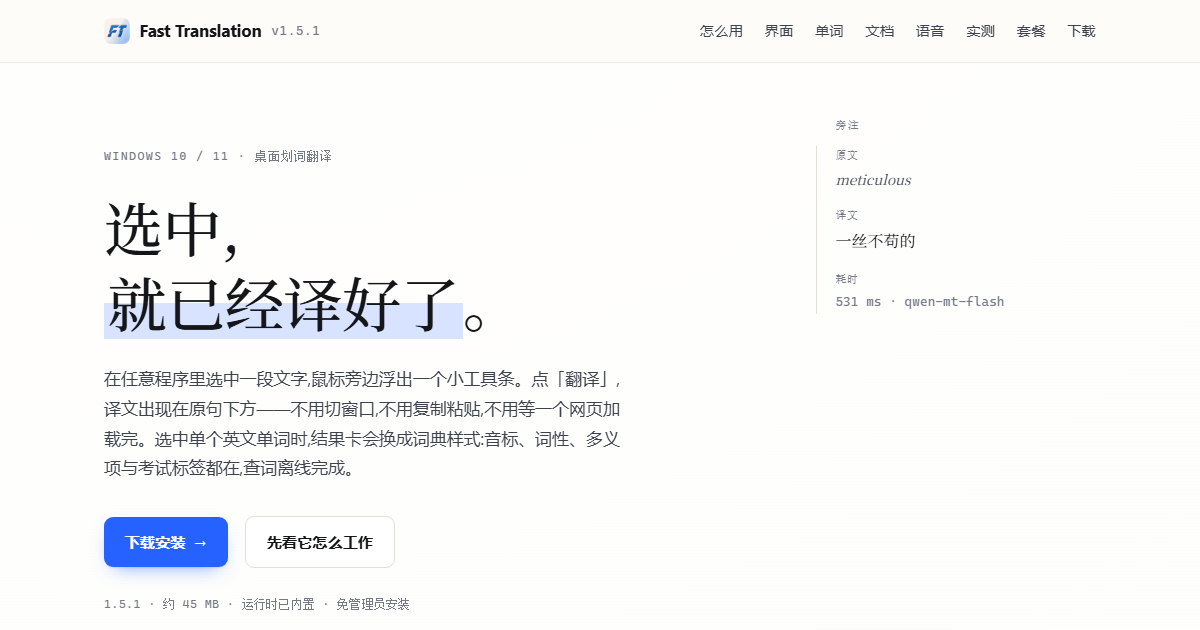 FT Fast Translation v1.5.1 怎么用 界面 单词 文档 语音 实测 套餐 下载
WINDOWS 10 / 11 · 桌面划词翻译
选中,
就已经译好了。
在任意程序里选中一段文字,鼠标旁边浮出一个小工具条。点「翻译」,
译文出现在原句下方——不用切窗口,不用复制粘贴,不用等一个网页加
载完。选中单个英文单词时,结果卡会换成词典样式:音标、词性、多义
项与考试标签都在,查词离线完成。
下载安装 →
先看它怎么工作
1.5.1 · 约 45 MB · 运行时已内置 · 免管理员安装
旁注
原文
meticulous
译文
一丝不苟的
耗时
531 ms · qwen-mt-flash